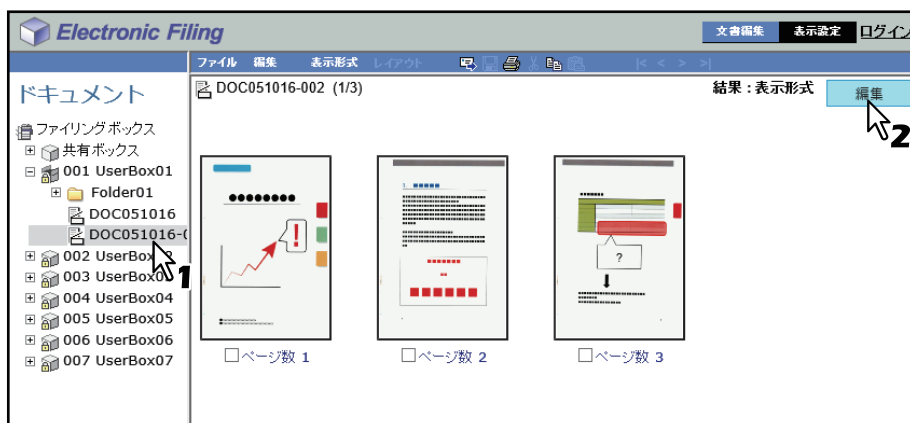 Electronic Filing
文書編集 表示設定 ログイン
ファイル 編集 表示形式 レイアウト |< < > >|
ドキュメント
ファイリングボックス
共有ボックス
001 UserBox01
Folder01
DOC051016
DOC051016-0
002 UserBox
003 UserBox0
004 UserBox04
005 UserBox05
006 UserBox06
007 UserBox07
DOC051016-002 (1/3)
結果 : 表示形式 編集
1
2
!
1.
?
ページ数 1
ページ数 2
ページ数 3